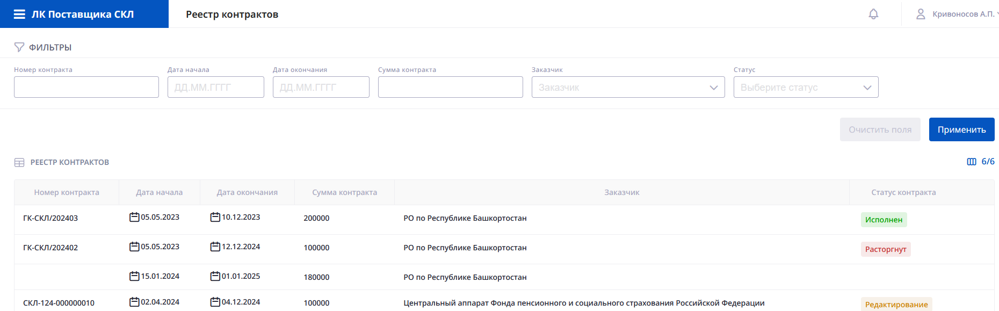 ЛК Поставщика СКЛ
Реестр контрактов
Кривоносов А.П.
ФИЛЬТРЫ
Номер контракта
Дата начала
Дата окончания
Сумма контракта
Заказчик
Статус
ДД.ММ.ГГГГ
ДД.ММ.ГГГГ
Заказчик
Выберите статус
Очистить поля
Применить
РЕЕСТР КОНТРАКТОВ
6/6
Номер контракта Дата начала Дата окончания Сумма контракта Заказчик Статус контракта
ГК-СКЛ/202403 05.05.2023 10.12.2023 200000 РО по Республике Башкортостан Исполнен
ГК-СКЛ/202402 05.05.2023 12.12.2024 100000 РО по Республике Башкортостан Расторгнут
15.01.2024 01.01.2025 180000 РО по Республике Башкортостан
СКЛ-124-000000010 02.04.2024 04.12.2024 100000 Центральный аппарат Фонда пенсионного и социального страхования Российской Федерации Редактирование